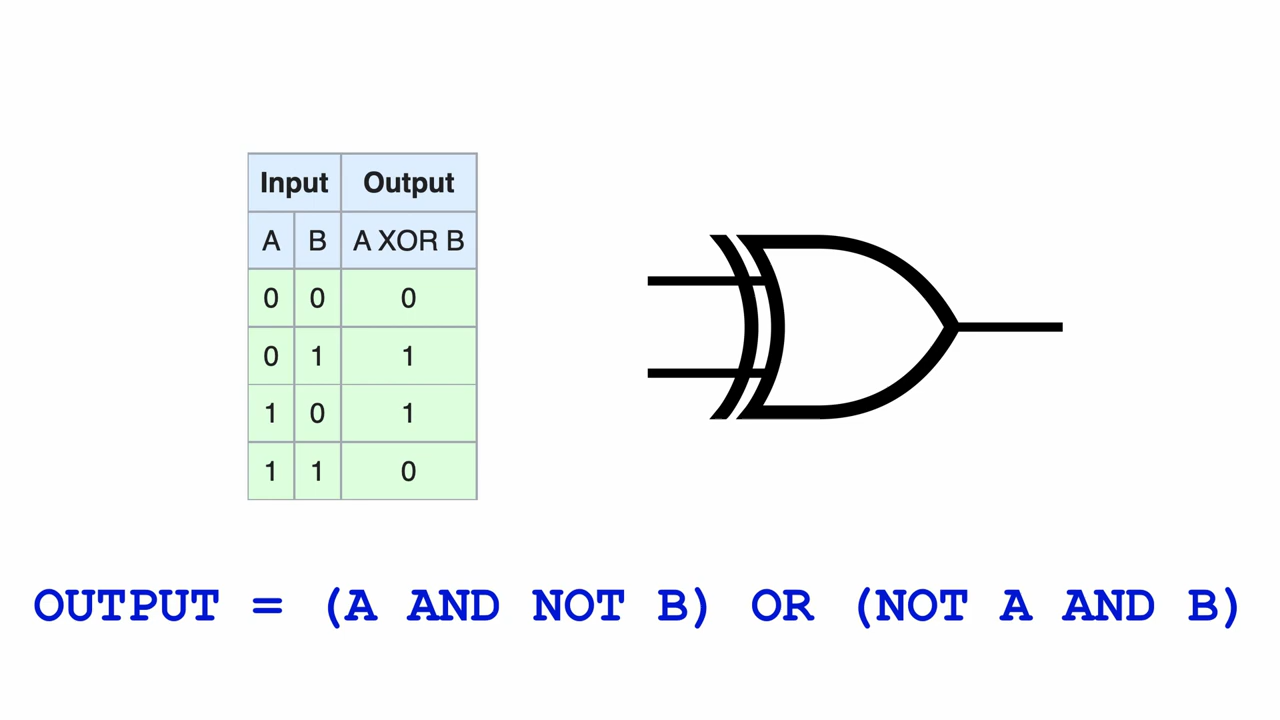 Input Output
A B A XOR B
0 0 0
0 1 1
1 0 1
1 1 0
OUTPUT = (A AND NOT B) OR (NOT A AND B)